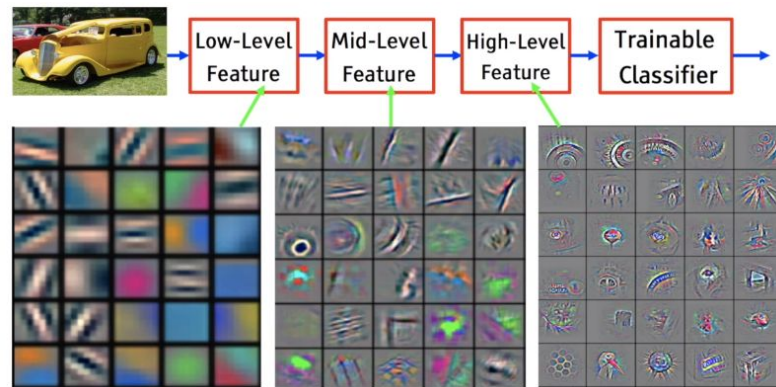 Low-Level
Feature
Mid-Level
Feature
High-Level
Feature
Trainable
Classifier